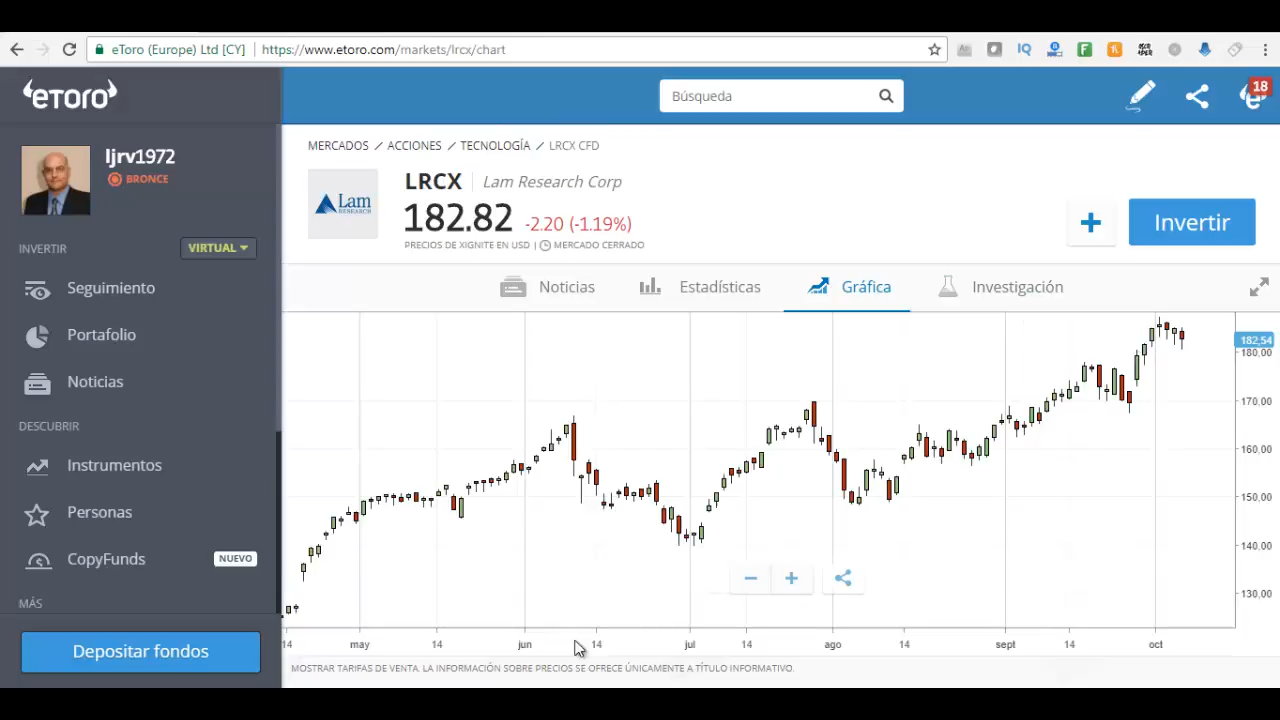 eToro (Europe) Ltd [CY] https://www.etoro.com/markets/lrcx/chart
IQ
F
eTORO
Búsqueda
18
ljrv1972
BRONCE
INVERTIR
VIRTUAL
Seguimiento
Portafolio
Noticias
DESCUBRIR
Instrumentos
Personas
CopyFunds
NUEVO
MÁS
Depositar fondos
MERCADOS / ACCIONES / TECNOLOGÍA / LRCX CFD
Lam
RESEARCH
LRCX Lam Research Corp
182.82 -2.20 (-1.19%)
PRECIOS DE XIGNITE EN USD | MERCADO CERRADO
+
Invertir
Noticias Estadísticas Gráfica Investigación
182,54
180.00
170.00
160.00
150.00
140.00
130.00
− +
14 may 14 jun 14 jul 14 ago 14 sept 14 oct
MOSTRAR TARIFAS DE VENTA. LA INFORMACIÓN SOBRE PRECIOS SE OFRECE ÚNICAMENTE A TÍTULO INFORMATIVO.